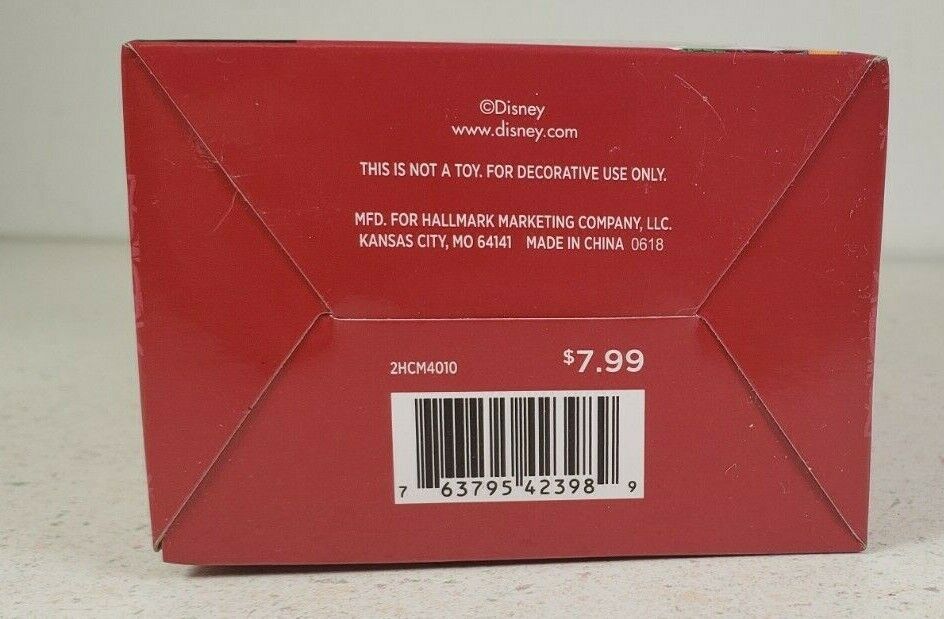 ©Disney
www.disney.com
THIS IS NOT A TOY. FOR DECORATIVE USE ONLY.
MFD. FOR HALLMARK MARKETING COMPANY, LLC.
KANSAS CITY, MO 64141 MADE IN CHINA 0618
2HCM4010 $7.99
7 63795 42398 9